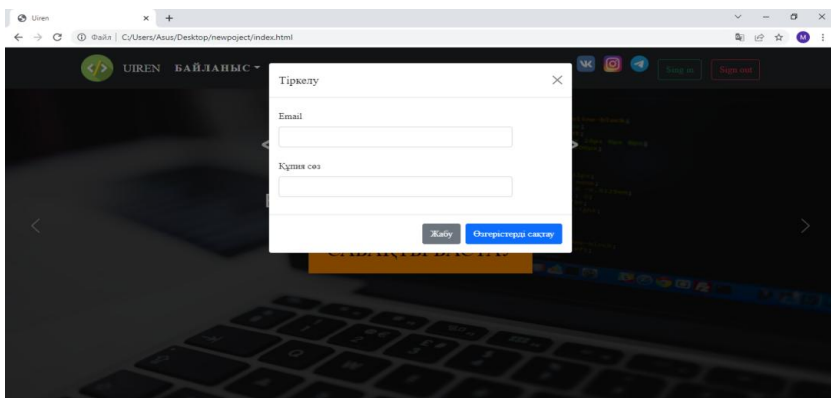 Uiren
Файл | C:/Users/Asus/Desktop/newpoject/index.html
M
UIREN БАЙЛАНЫС
Sing in Sign out
Тіркелу
Email
Құпия сөз
Жабу Өзгерістерді сақтау
САБАҚТЫ БАСТАУ